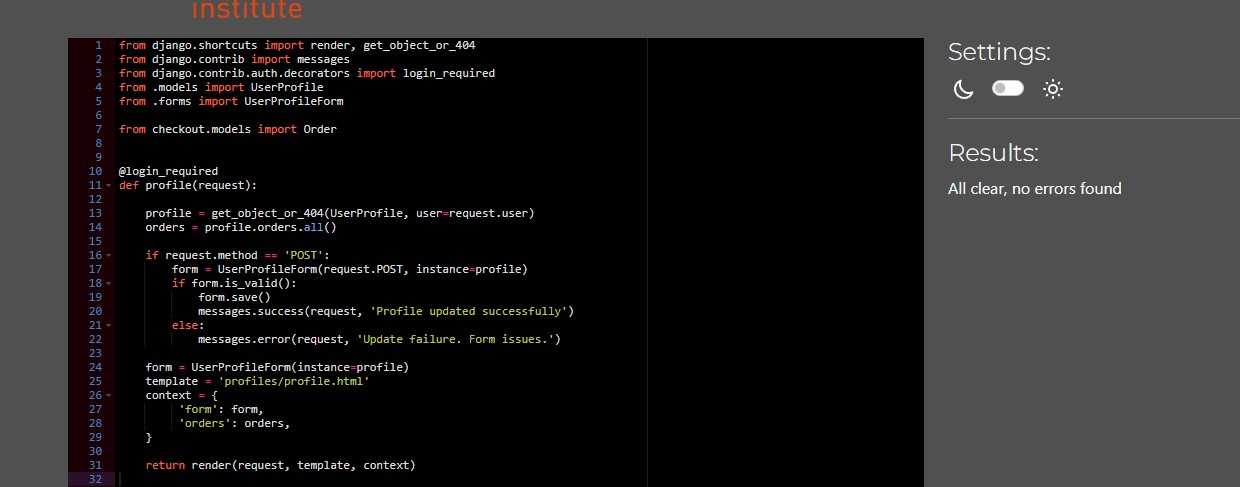 institute
1 from django.shortcuts import render, get_object_or_404
2 from django.contrib import messages
3 from django.contrib.auth.decorators import login_required
4 from .models import UserProfile
5 from .forms import UserProfileForm
6
7 from checkout.models import Order
8
9
10 @login_required
11 def profile(request):
12
13     profile = get_object_or_404(UserProfile, user=request.user)
14     orders = profile.orders.all()
15
16     if request.method == 'POST':
17         form = UserProfileForm(request.POST, instance=profile)
18         if form.is_valid():
19             form.save()
20             messages.success(request, 'Profile updated successfully')
21         else:
22             messages.error(request, 'Update failure. Form issues.')
23
24     form = UserProfileForm(instance=profile)
25     template = 'profiles/profile.html'
26     context = {
27          'form': form,
28          'orders': orders,
29     }
30
31     return render(request, template, context)
32
Settings:
Results:
All clear, no errors found